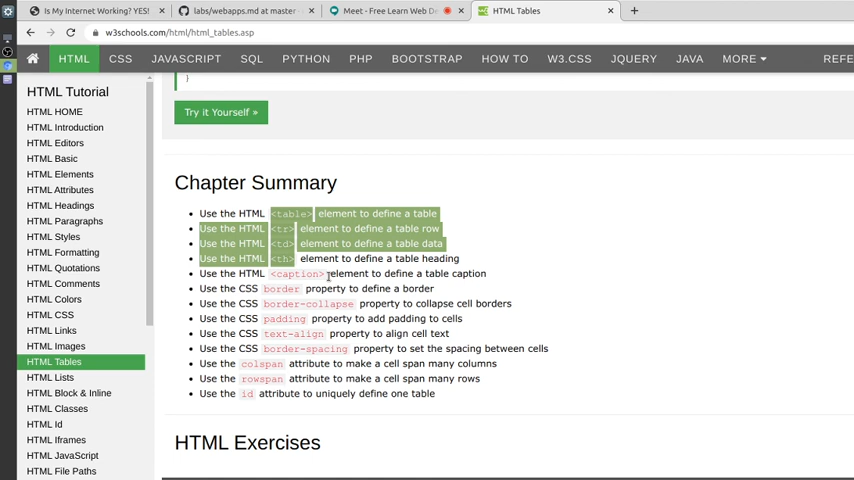 Is My Internet Working? YES!
labs/webapps.md at master
Meet - Free Learn Web D
HTML Tables
w3schools.com/html/html_tables.asp
HTML CSS JAVASCRIPT SQL PYTHON PHP BOOTSTRAP HOW TO W3.CSS JQUERY JAVA MORE REFE
HTML Tutorial
HTML HOME
HTML Introduction
HTML Editors
HTML Basic
HTML Elements
HTML Attributes
HTML Headings
HTML Paragraphs
HTML Styles
HTML Formatting
HTML Quotations
HTML Comments
HTML Colors
HTML CSS
HTML Links
HTML Images
HTML Tables
HTML Lists
HTML Block & Inline
HTML Classes
HTML Id
HTML Iframes
HTML JavaScript
HTML File Paths
}
Try it Yourself »
Chapter Summary
Use the HTML <table> element to define a table
Use the HTML <tr> element to define a table row
Use the HTML <td> element to define a table data
Use the HTML <th> element to define a table heading
Use the HTML <caption> element to define a table caption
Use the CSS border property to define a border
Use the CSS border-collapse property to collapse cell borders
Use the CSS padding property to add padding to cells
Use the CSS text-align property to align cell text
Use the CSS border-spacing property to set the spacing between cells
Use the colspan attribute to make a cell span many columns
Use the rowspan attribute to make a cell span many rows
Use the id attribute to uniquely define one table
HTML Exercises